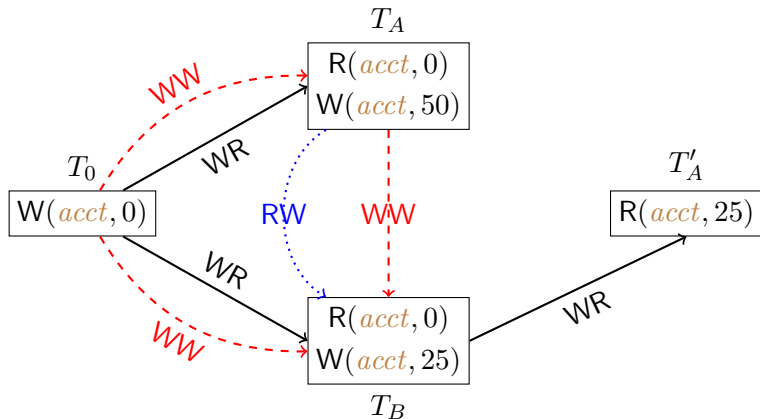 T_A
R(acct, 0)
W(acct, 50)
WW
WR
T_0
W(acct, 0)
RW
WW
T'_A
R(acct, 25)
WR
WW
R(acct, 0)
W(acct, 25)
WR
T_B